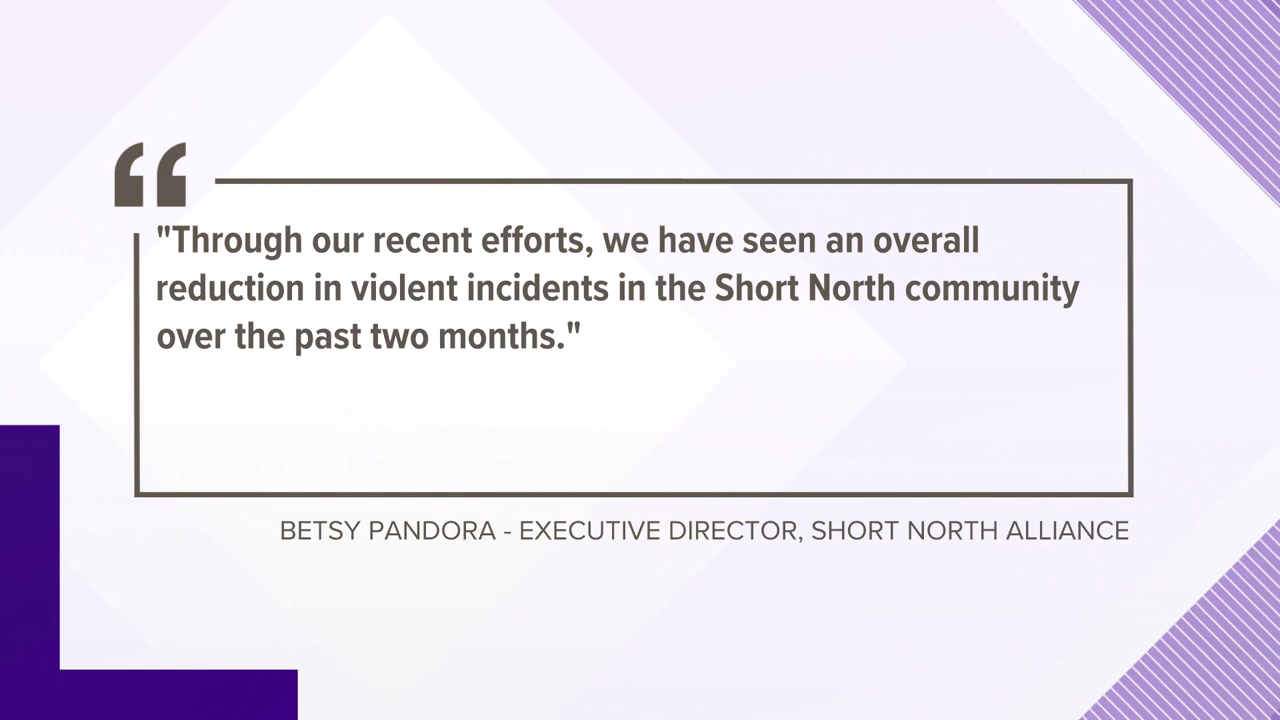 "Through our recent efforts, we have seen an overall
reduction in violent incidents in the Short North community
over the past two months."
BETSY PANDORA - EXECUTIVE DIRECTOR, SHORT NORTH ALLIANCE